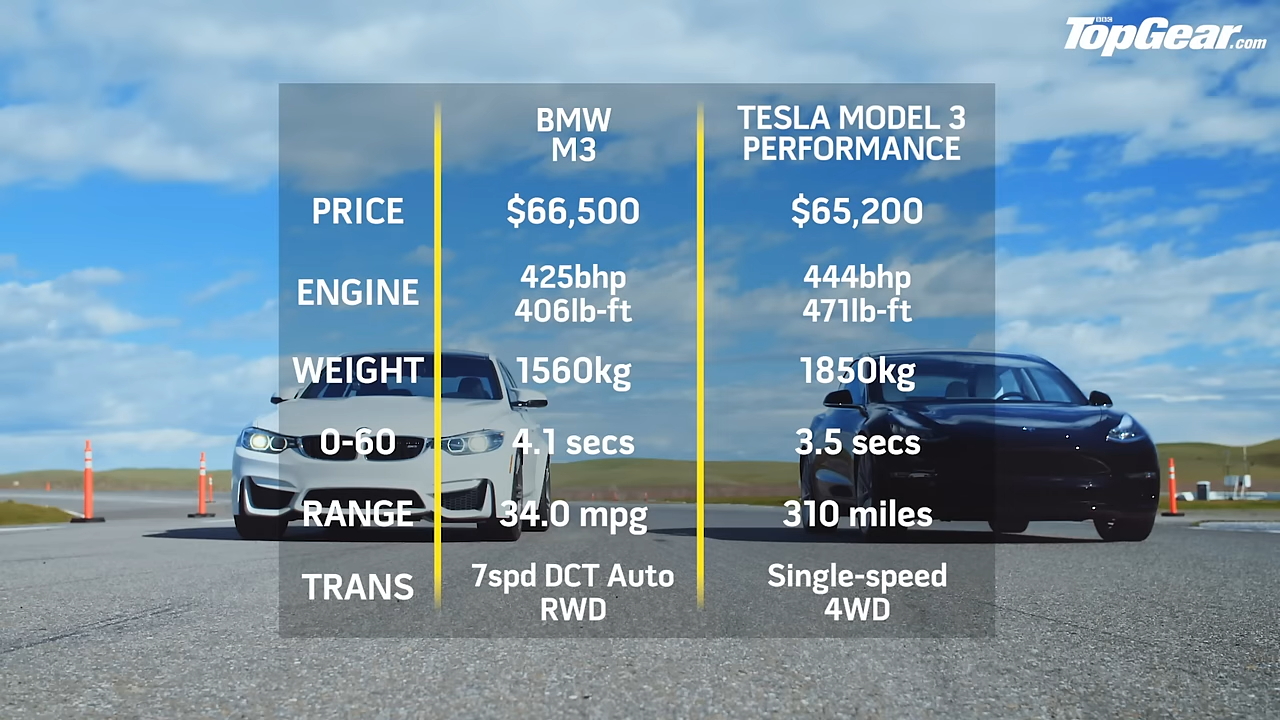 BBC
TopGear.com
BMW
M3
TESLA MODEL 3
PERFORMANCE
PRICE
$66,500
$65,200
ENGINE
425bhp
406lb-ft
444bhp
471lb-ft
WEIGHT
1560kg
1850kg
0-60
4.1 secs
3.5 secs
RANGE
34.0 mpg
310 miles
TRANS
7spd DCT Auto
RWD
Single-speed
4WD